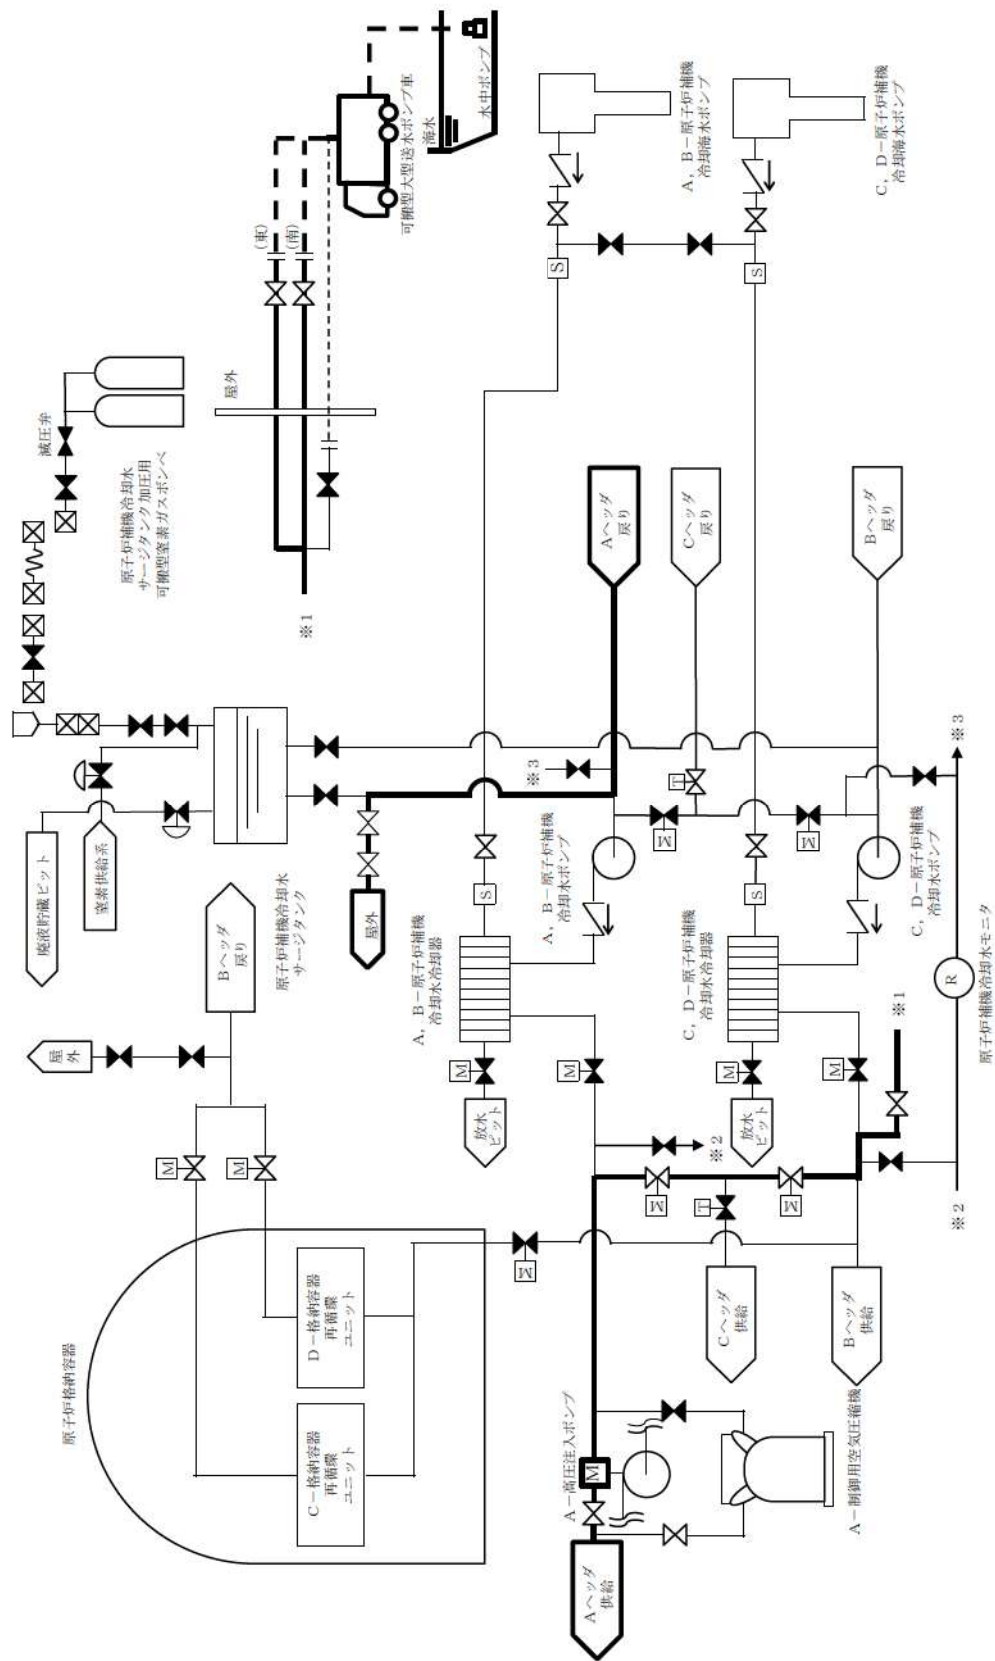 水中ポンプ
海水
可搬型大型送水ポンプ車
(東)
(南)
屋外
※1
減圧弁
原子炉補機冷却水
サージタンク加圧用
可搬型窒素ガスボンベ
A，B－原子炉補機
冷却海水ポンプ
C，D－原子炉補機
冷却海水ポンプ
S
S
Aヘッダ
戻り
Cヘッダ
戻り
Bヘッダ
戻り
※3
※3
T
M
M
A，B－原子炉補機
冷却水ポンプ
C，D－原子炉補機
冷却水ポンプ
廃液貯蔵ピット
窒素供給系
原子炉補機冷却水
サージタンク
Bヘッダ
戻り
屋外
屋外
S
S
A，B－原子炉補機
冷却水冷却器
C，D－原子炉補機
冷却水冷却器
R
原子炉補機冷却水モニタ
M
M
M
M
放水
ピット
放水
ピット
※1
※2
※2
M
M
M
M
T
M
原子炉格納容器
D－格納容器
再循環
ユニット
C－格納容器
再循環
ユニット
Cヘッダ
供給
Bヘッダ
供給
A－高圧注入ポンプ
M
A－制御用空気圧縮機
Aヘッダ
供給